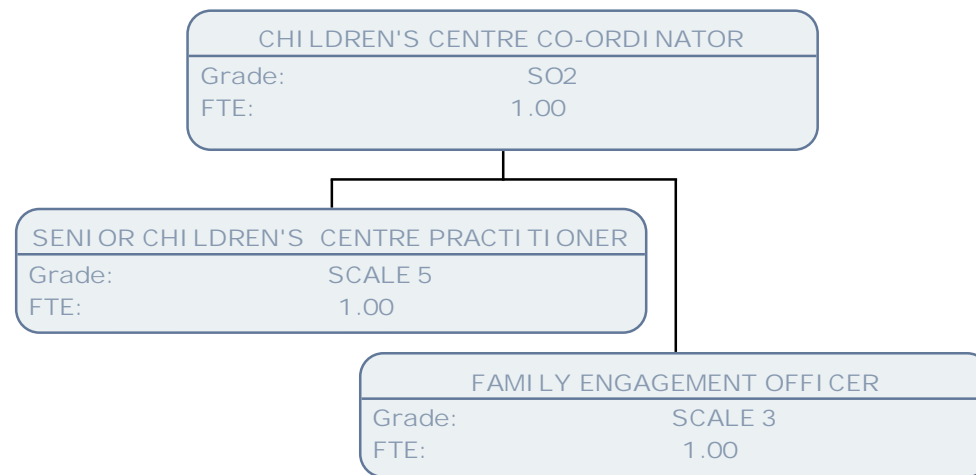 CHILDREN'S CENTRE CO-ORDINATOR
Grade: SO2
FTE: 1.00
SENIOR CHILDREN'S CENTRE PRACTITIONER
Grade: SCALE 5
FTE: 1.00
FAMILY ENGAGEMENT OFFICER
Grade: SCALE 3
FTE: 1.00